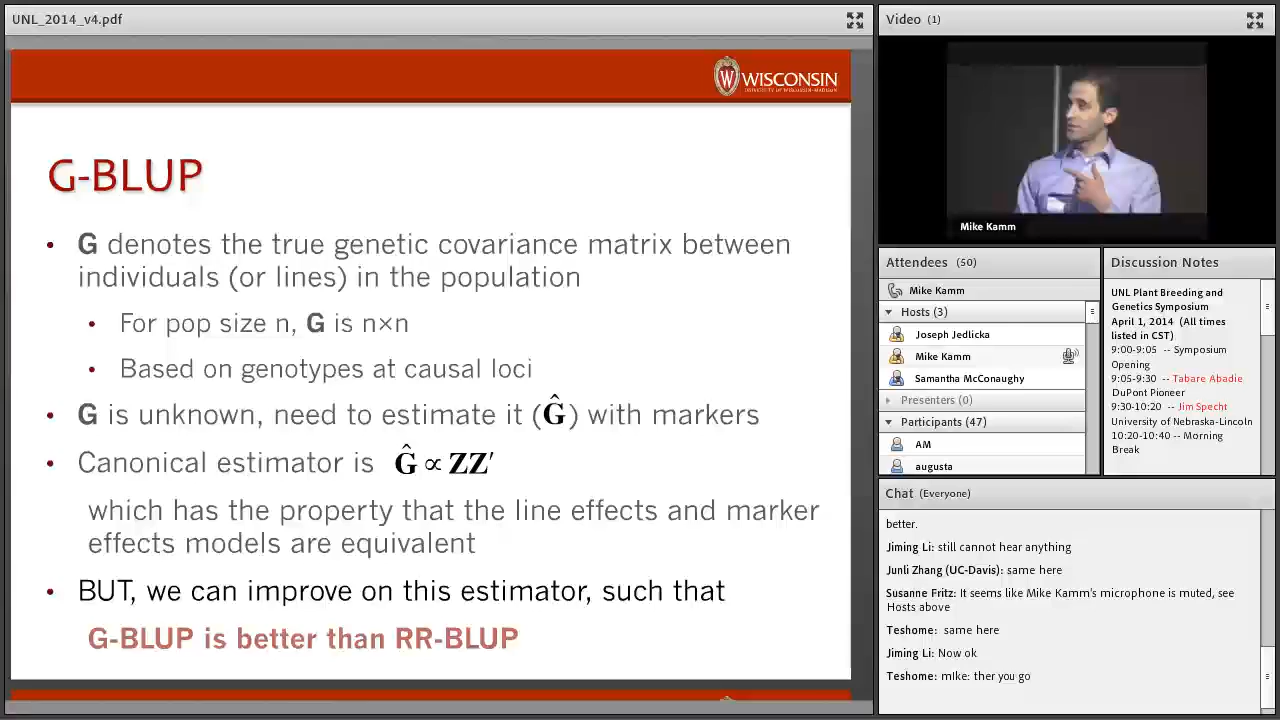 UNL_2014_v4.pdf
WISCONSIN
UNIVERSITY OF WISCONSIN-MADISON
G-BLUP
• G denotes the true genetic covariance matrix between
individuals (or lines) in the population
• For pop size n, G is n×n
• Based on genotypes at causal loci
• G is unknown, need to estimate it (Ĝ) with markers
• Canonical estimator is Ĝ ∝ ZZ′
which has the property that the line effects and marker
effects models are equivalent
• BUT, we can improve on this estimator, such that
G-BLUP is better than RR-BLUP
Video (1)
Mike Kamm
Attendees (50)
Mike Kamm
Hosts (3)
Joseph Jedlicka
Mike Kamm
Samantha McConaughy
Presenters (0)
Participants (47)
AM
augusta
Discussion Notes
UNL Plant Breeding and
Genetics Symposium
April 1, 2014 (All times
listed in CST)
9:00-9:05 -- Symposium
Opening
9:05-9:30 -- Tabare Abadie
DuPont Pioneer
9:30-10:20 -- Jim Specht
University of Nebraska-Lincoln
10:20-10:40 -- Morning
Break
Chat (Everyone)
better.
Jiming Li: still cannot hear anything
Junli Zhang (UC-Davis): same here
Susanne Fritz: It seems like Mike Kamm's microphone is muted, see
Hosts above
Teshome: same here
Jiming Li: Now ok
Teshome: mIke: ther you go